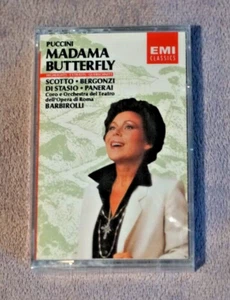 PUCCINI
MADAMA
BUTTERFLY
EMI
CLASSICS
SCOTTO • BERGONZI
DI STASIO • PANERAI
Coro e Orchestra del Teatro
dell'Opera di Roma
BARBIROLLI